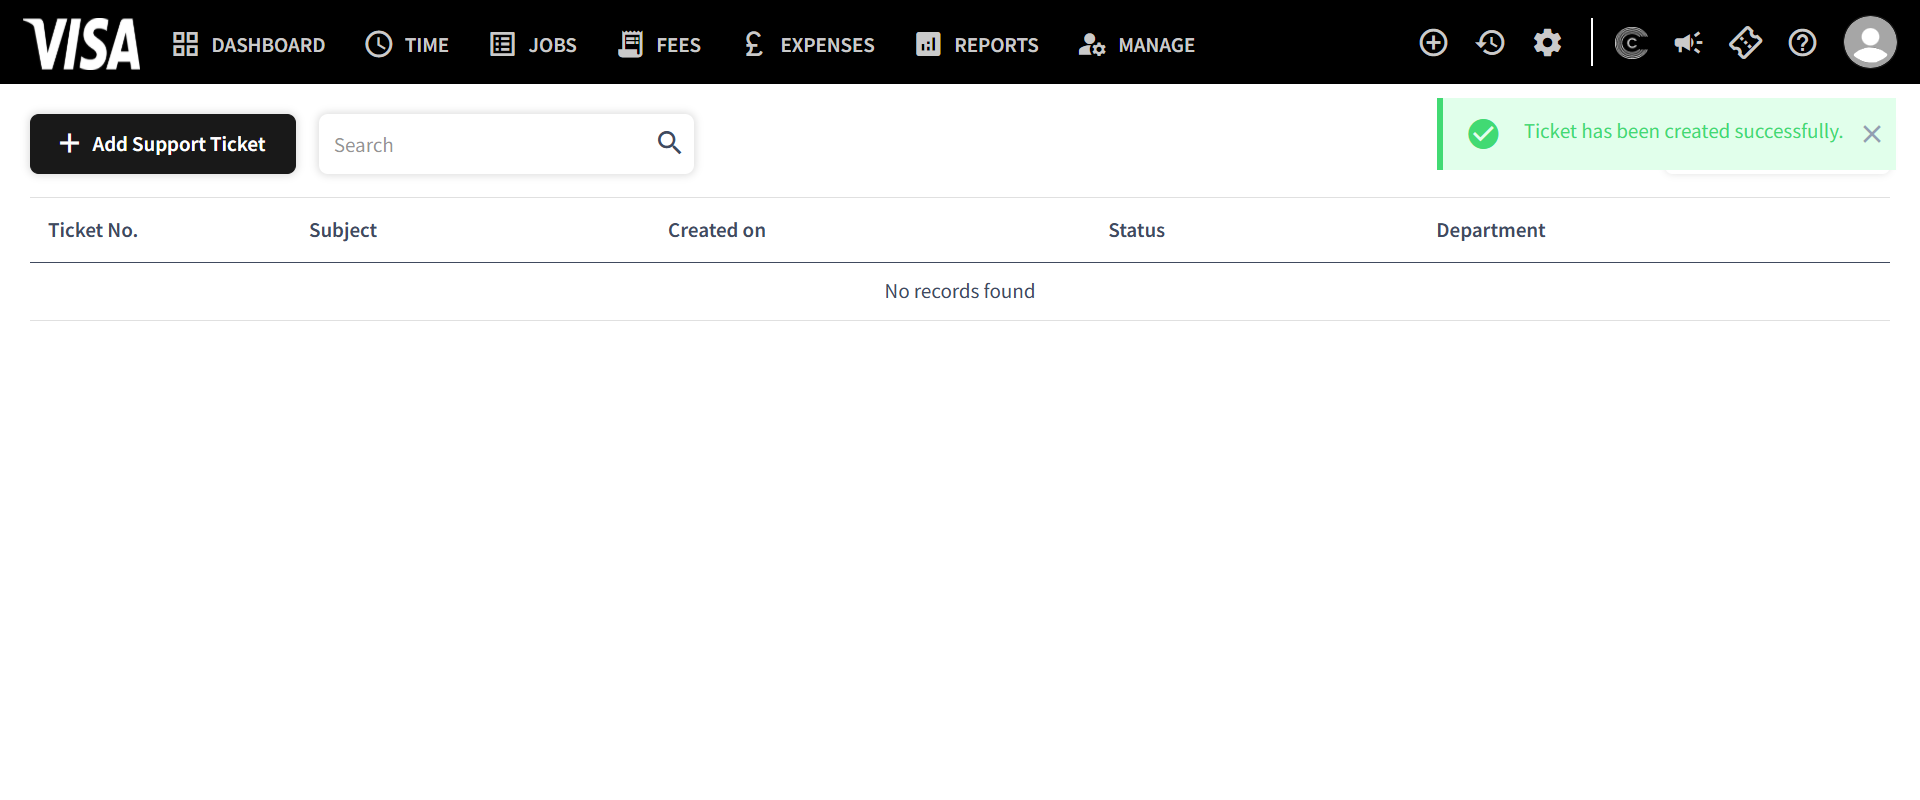 VISA DASHBOARD TIME JOBS FEES £ EXPENSES REPORTS MANAGE
+ Add Support Ticket Search
Ticket has been created successfully.
Ticket No. Subject Created on Status Department
No records found